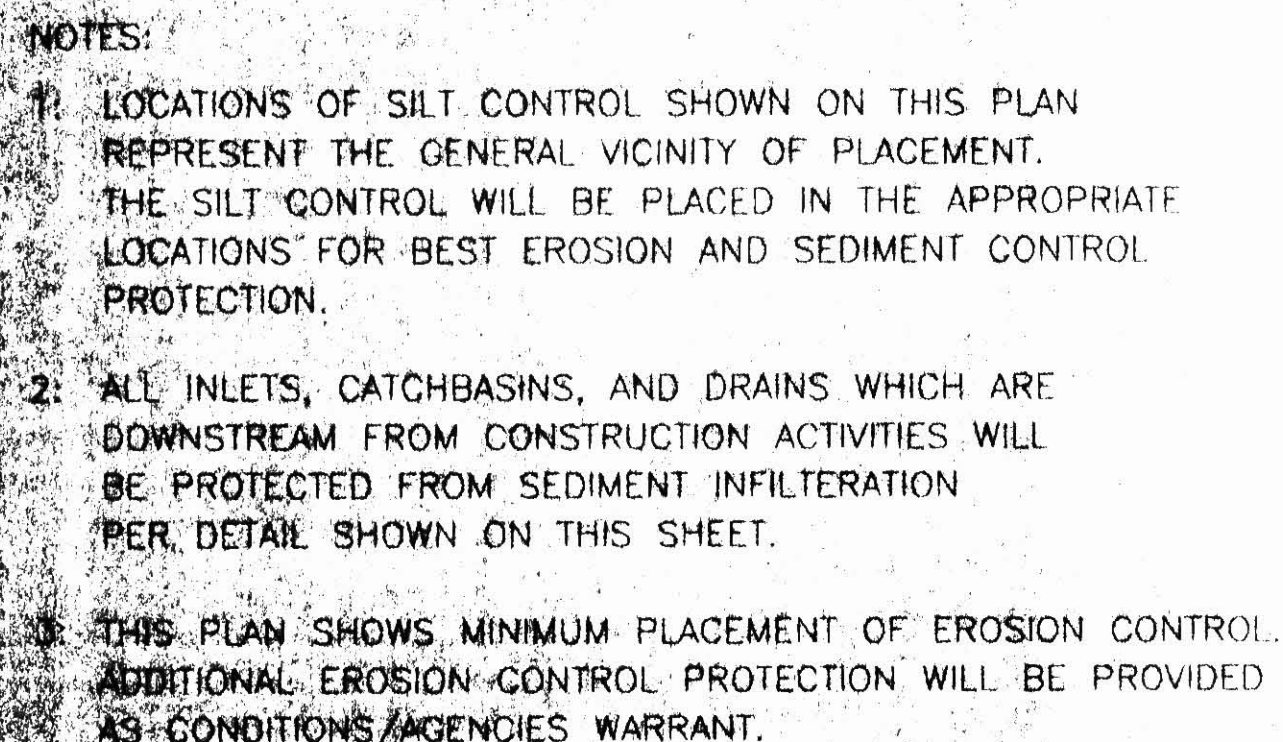 NOTES:
1: LOCATIONS OF SILT CONTROL SHOWN ON THIS PLAN
REPRESENT THE GENERAL VICINITY OF PLACEMENT.
THE SILT CONTROL WILL BE PLACED IN THE APPROPRIATE
LOCATIONS FOR BEST EROSION AND SEDIMENT CONTROL
PROTECTION.
2: ALL INLETS, CATCHBASINS, AND DRAINS WHICH ARE
DOWNSTREAM FROM CONSTRUCTION ACTIVITIES WILL
BE PROTECTED FROM SEDIMENT INFILTERATION
PER DETAIL SHOWN ON THIS SHEET.
3: THIS PLAN SHOWS MINIMUM PLACEMENT OF EROSION CONTROL.
ADDITIONAL EROSION CONTROL PROTECTION WILL BE PROVIDED
AS CONDITIONS/AGENCIES WARRANT.